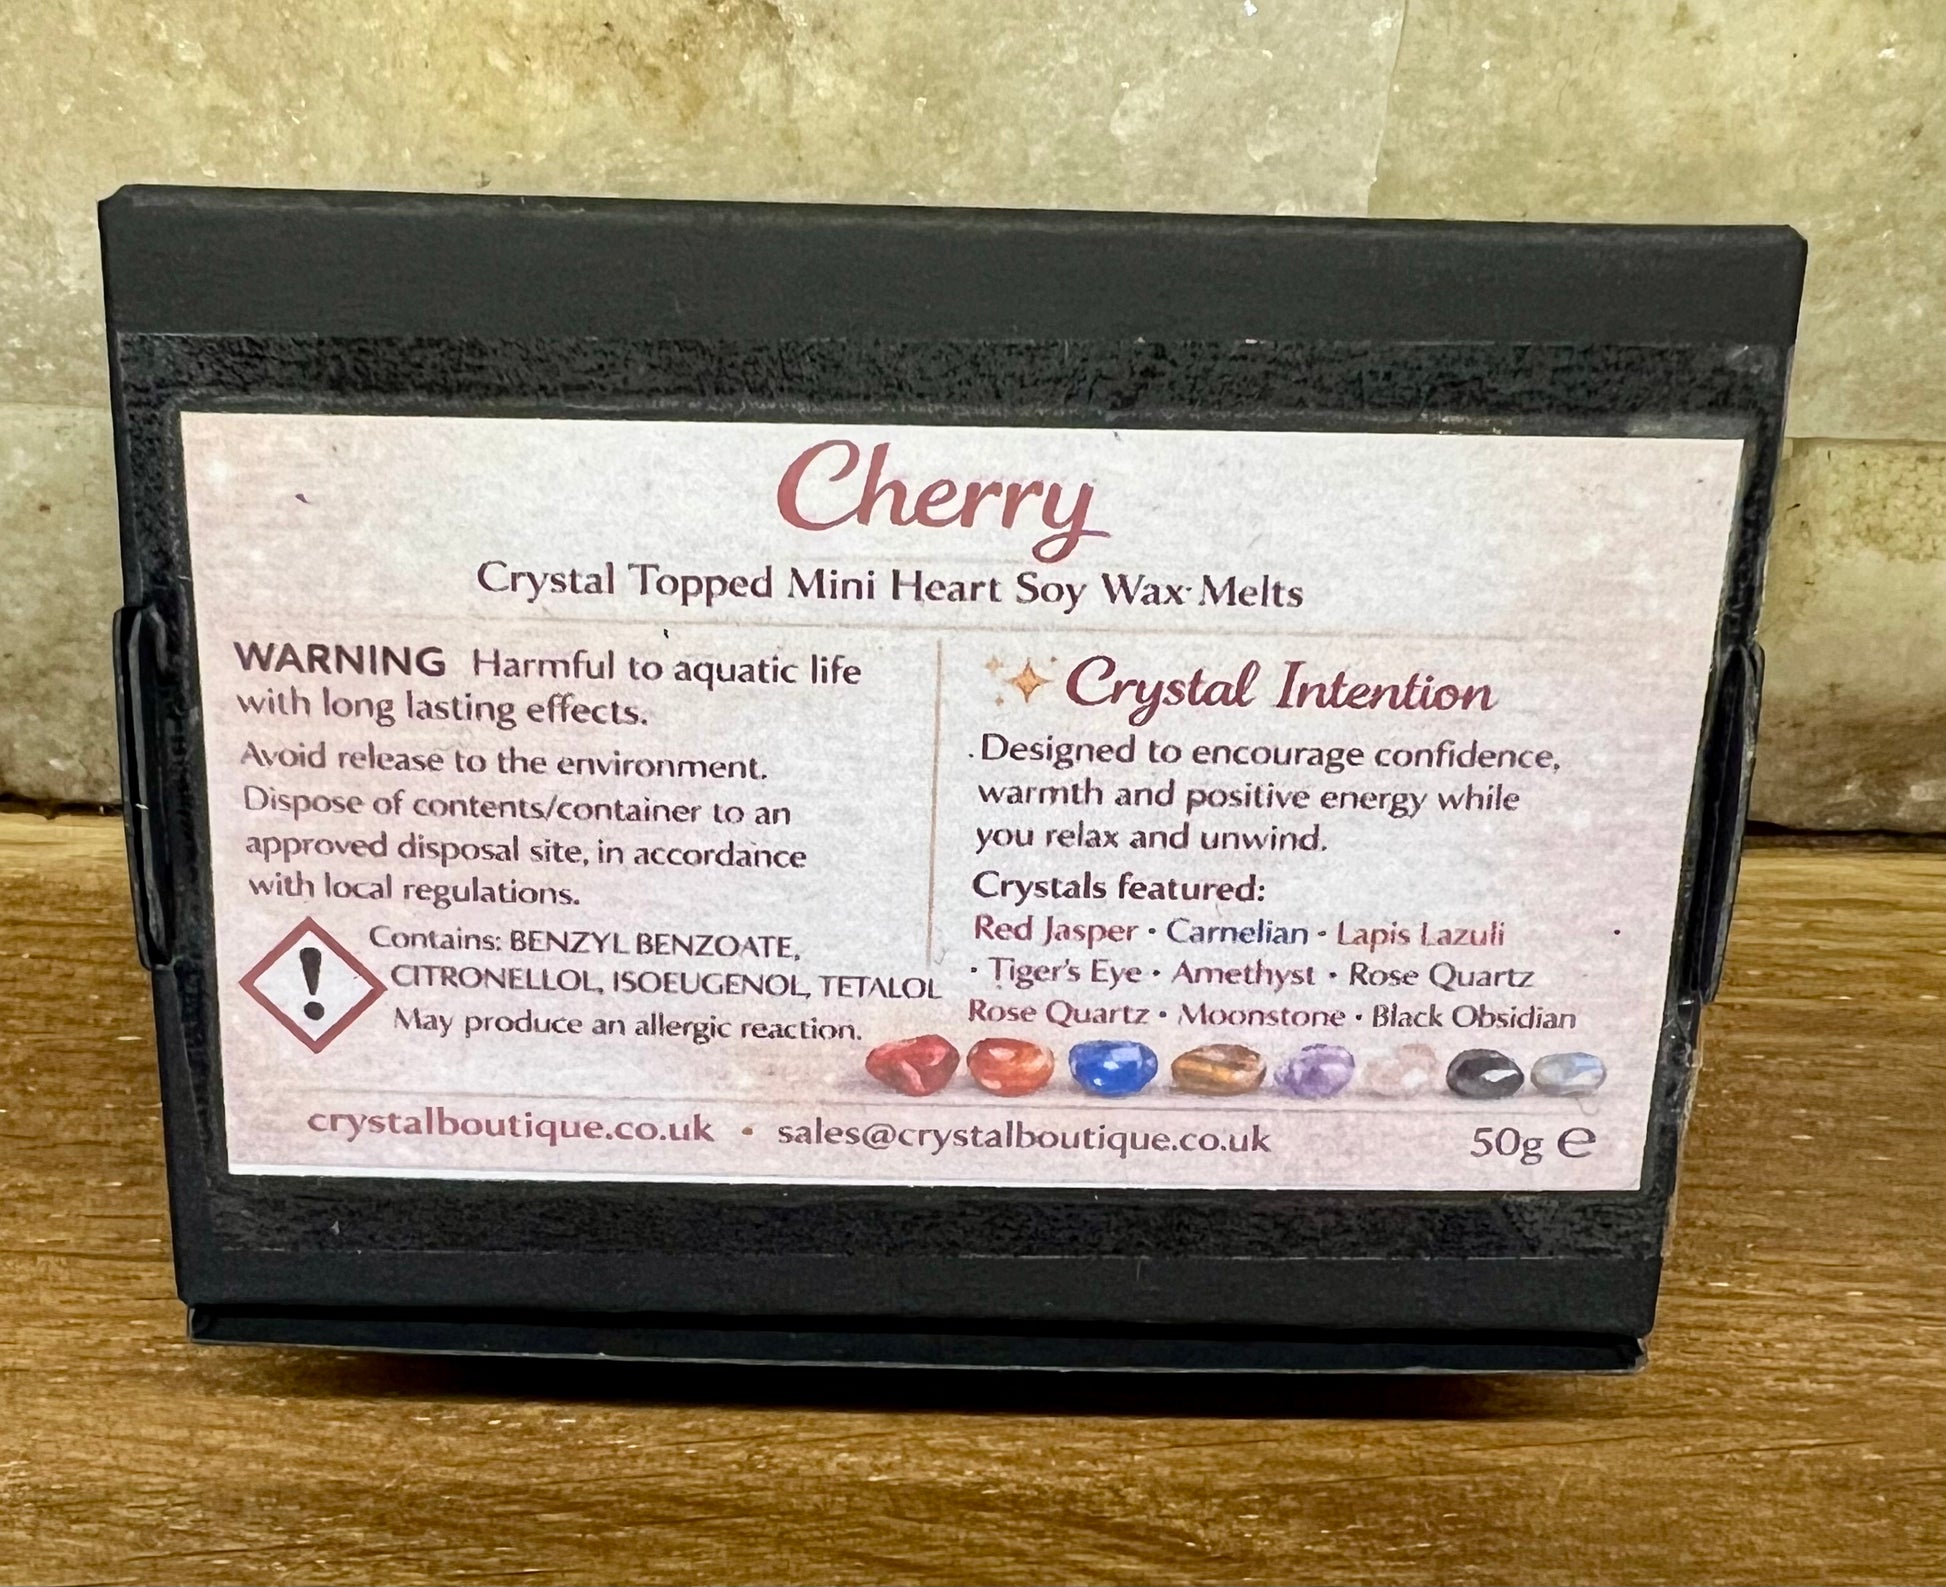 Cherry
Crystal Topped Mini Heart Soy Wax Melts
WARNING Harmful to aquatic life
with long lasting effects.
Avoid release to the environment.
Dispose of contents/container to an
approved disposal site, in accordance
with local regulations.
Contains: BENZYL BENZOATE,
CITRONELLOL, ISOEUGENOL, TETALOL
May produce an allergic reaction.
Crystal Intention
Designed to encourage confidence,
warmth and positive energy while
you relax and unwind.
Crystals featured:
Red Jasper • Carnelian • Lapis Lazuli
• Tiger's Eye • Amethyst • Rose Quartz
Rose Quartz • Moonstone • Black Obsidian
crystalboutique.co.uk • sales@crystalboutique.co.uk
50g ℮